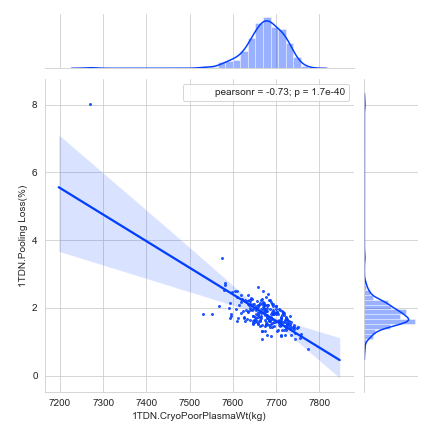 pearsonr = -0.73; p = 1.7e-40
8
6
4
2
0
1TDN.Pooling Loss(%)
7200 7300 7400 7500 7600 7700 7800
1TDN.CryoPoorPlasmaWt(kg)